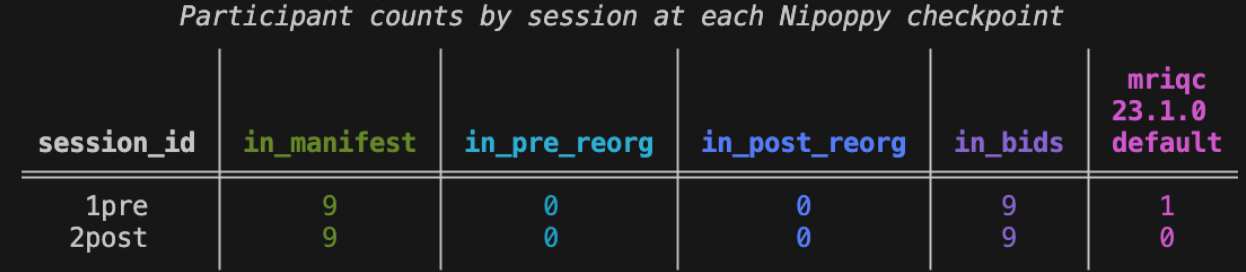 Participant counts by session at each Nipoppy checkpoint
mriqc
23.1.0
session_id in_manifest in_pre_reorg in_post_reorg in_bids default
1pre 9 0 0 9 1
2post 9 0 0 9 0